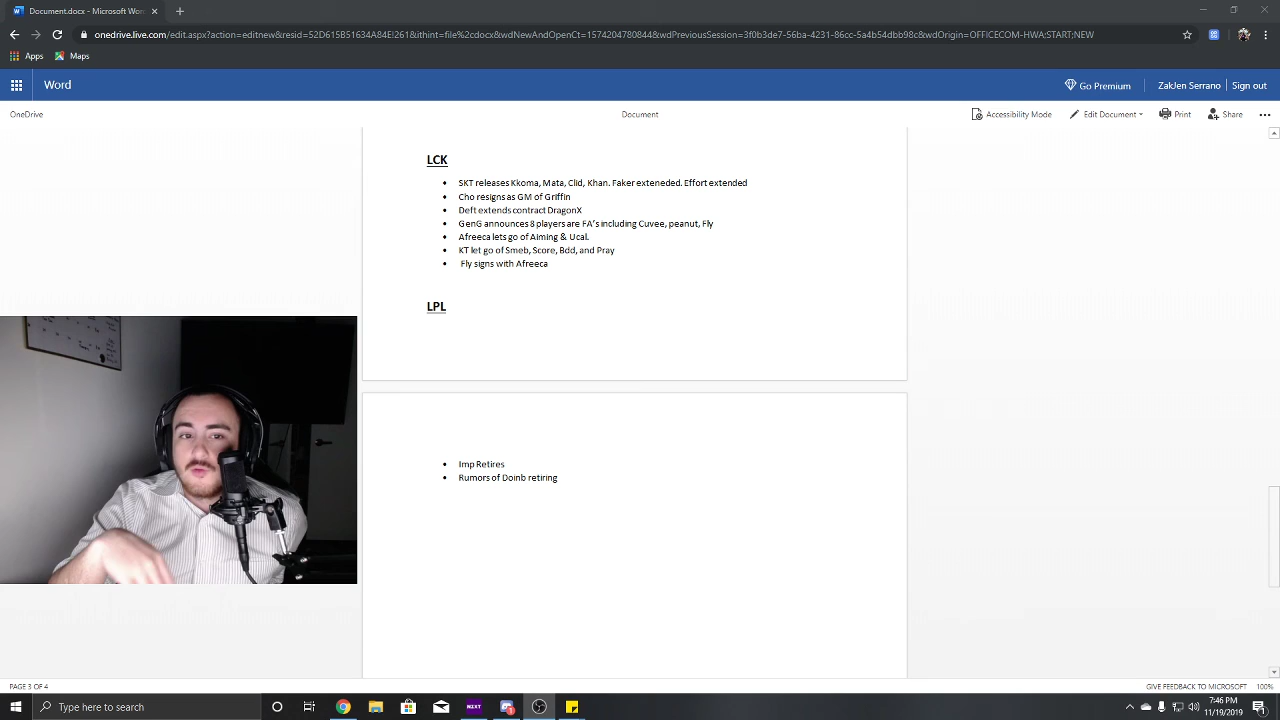 Document.docx - Microsoft Wor
onedrive.live.com/edit.aspx?action=editnew&resid=52D615B51634A84E!261&ithint=file%2cdocx&wdNewAndOpenCt=1574204780844&wdPreviousSession=3f0b3de7-56ba-4231-86cc-5a4b54dbb98c&wdOrigin=OFFICECOM-HWA;START;NEW
Apps Maps
Word Go Premium ZakJen Serrano Sign out
OneDrive Document Accessibility Mode Edit Document Print Share
LCK
• SKT releases Kkoma, Mata, Clid, Khan. Faker exteneded. Effort extended
• Cho resigns as GM of Griffin
• Deft extends contract DragonX
• GenG announces 8 players are FA's including Cuvee, peanut, Fly
• Afreeca lets go of Aiming & Ucal.
• KT let go of Smeb, Score, Bdd, and Pray
• Fly signs with Afreeca
LPL
• Imp Retires
• Rumors of Doinb retiring
PAGE 3 OF 4 GIVE FEEDBACK TO MICROSOFT 100%
Type here to search
7:46 PM
11/19/2019